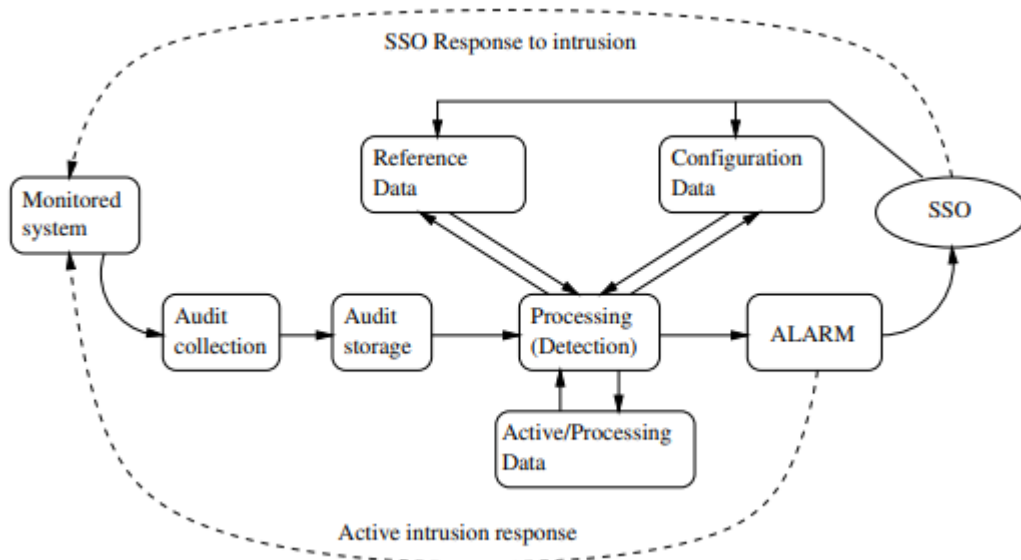 SSO Response to intrusion
Reference
Data
Configuration
Data
Monitored
system
SSO
Audit
collection
Audit
storage
Processing
(Detection)
ALARM
Active/Processing
Data
Active intrusion response